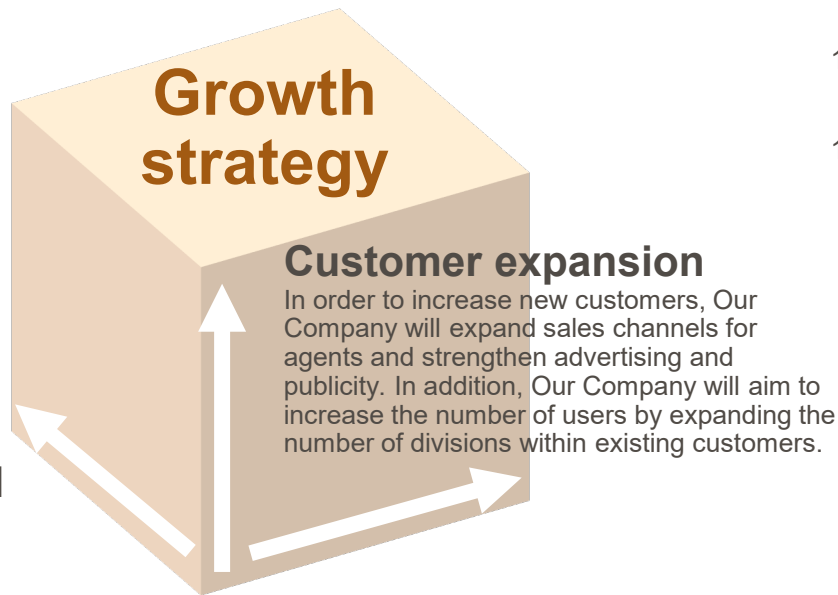 Growth
strategy
Customer expansion
In order to increase new customers, Our
Company will expand sales channels for
agents and strengthen advertising and
publicity. In addition, Our Company will aim to
increase the number of users by expanding the
number of divisions within existing customers.